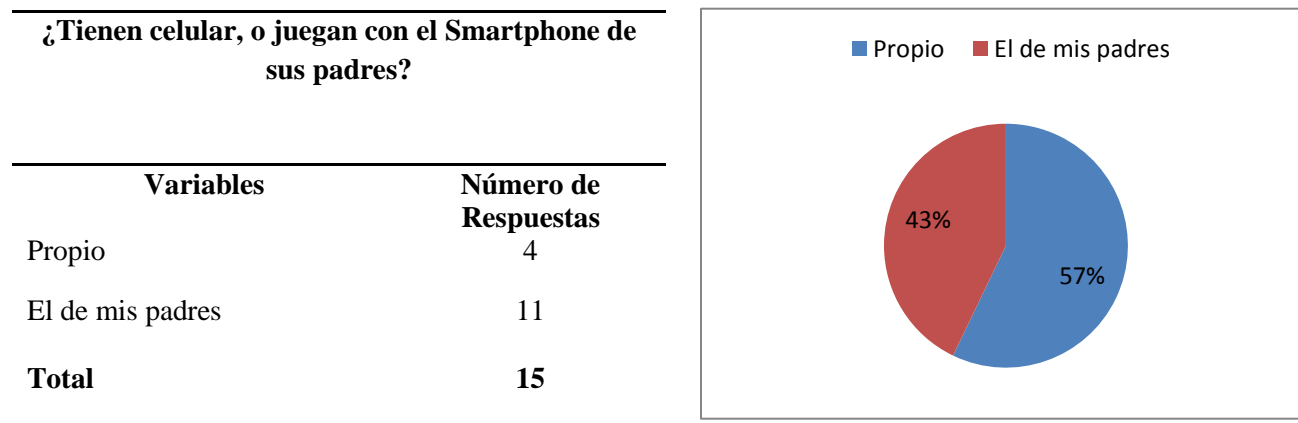 ¿Tienen celular, o juegan con el Smartphone de
sus padres?
Variables
Número de
Respuestas
Propio 4
El de mis padres 11
Total 15
Propio El de mis padres
43%
57%